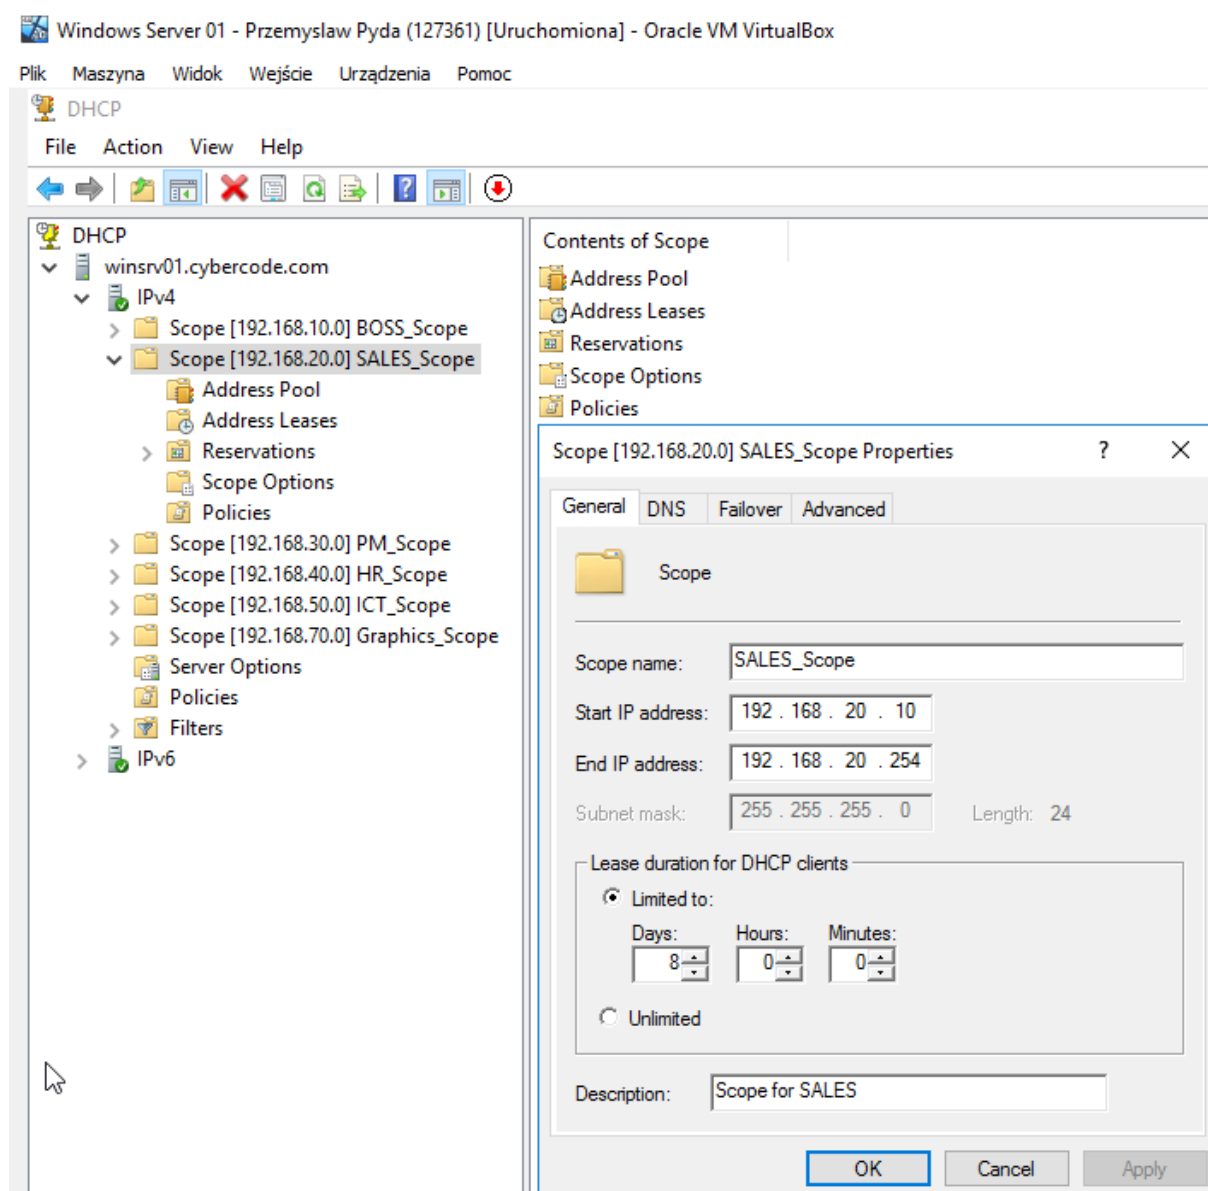 Windows Server 01 - Przemyslaw Pyda (127361) [Uruchomiona] - Oracle VM VirtualBox
Plik Maszyna Widok Wejście Urządzenia Pomoc
DHCP
File Action View Help
DHCP
winsrv01.cybercode.com
IPv4
Scope [192.168.10.0] BOSS_Scope
Scope [192.168.20.0] SALES_Scope
Address Pool
Address Leases
Reservations
Scope Options
Policies
Scope [192.168.30.0] PM_Scope
Scope [192.168.40.0] HR_Scope
Scope [192.168.50.0] ICT_Scope
Scope [192.168.70.0] Graphics_Scope
Server Options
Policies
Filters
IPv6
Contents of Scope
Address Pool
Address Leases
Reservations
Scope Options
Policies
Scope [192.168.20.0] SALES_Scope Properties ?
General DNS Failover Advanced
Scope
Scope name: SALES_Scope
Start IP address: 192 . 168 . 20 . 10
End IP address: 192 . 168 . 20 . 254
Subnet mask: 255 . 255 . 255 . 0 Length: 24
Lease duration for DHCP clients
Limited to:
Days: Hours: Minutes:
8 0 0
Unlimited
Description: Scope for SALES
OK Cancel Apply